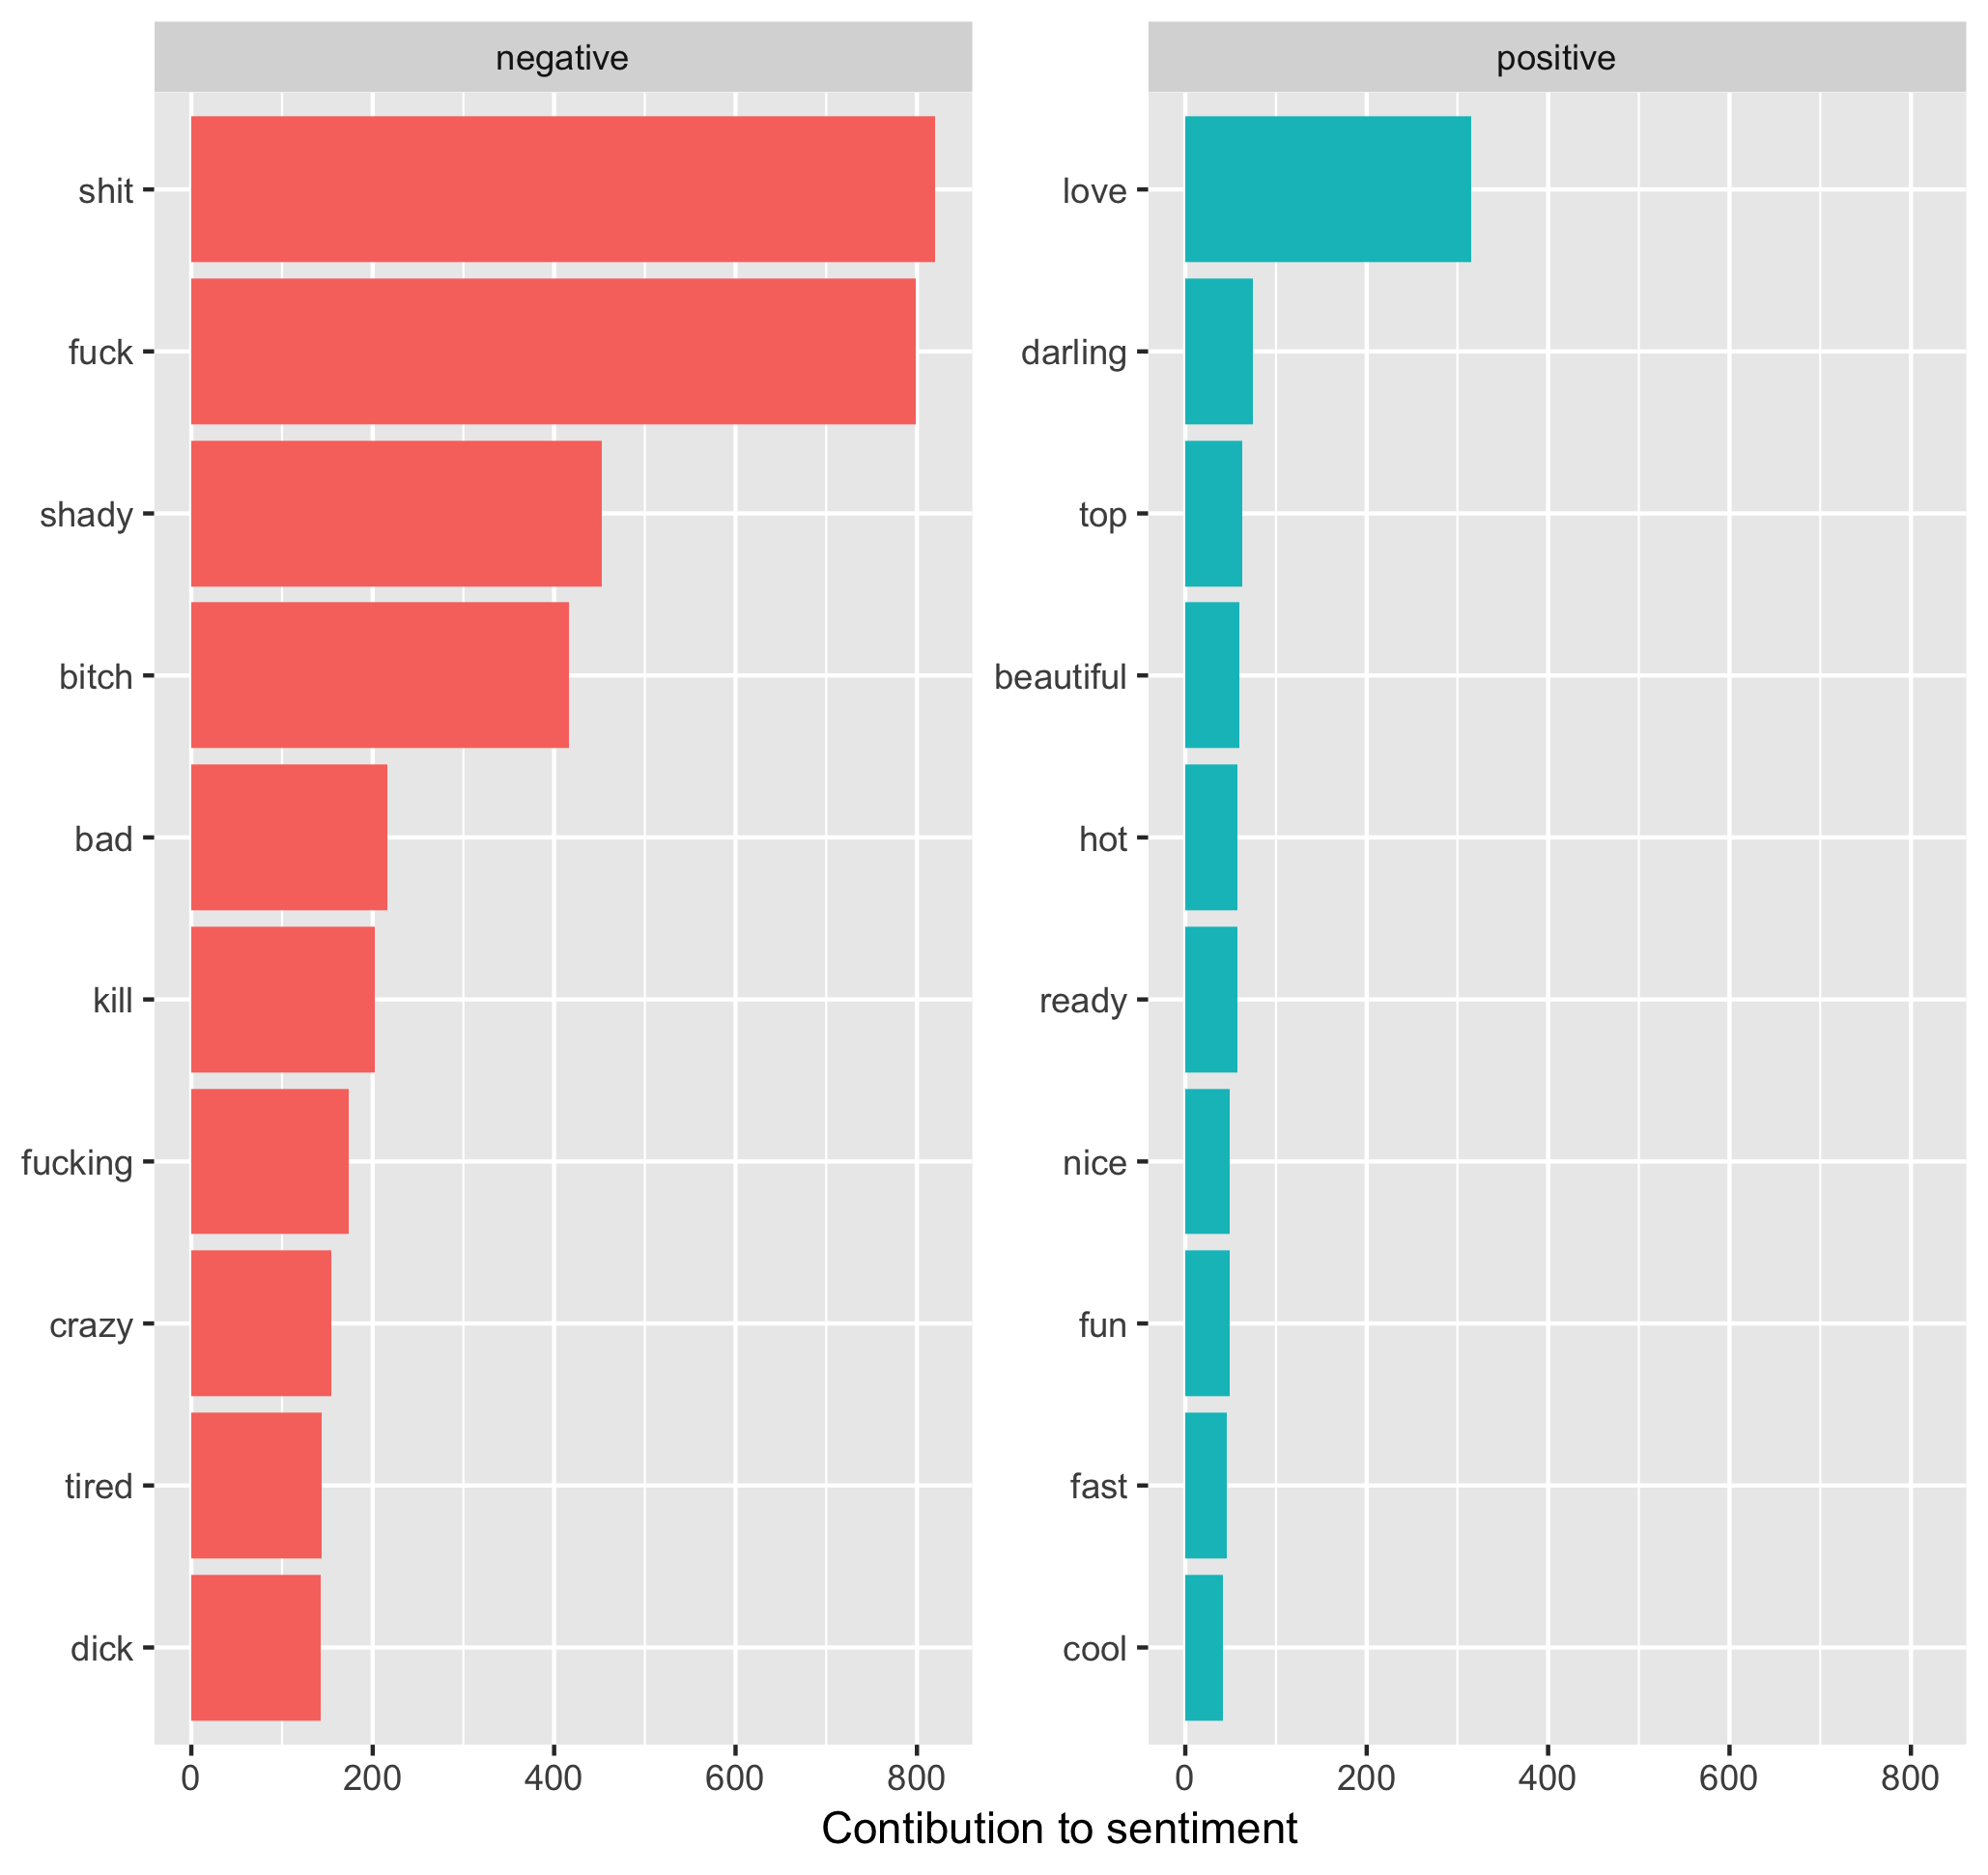 negative
shit
fuck
shady
bitch
bad
kill
fucking
crazy
tired
dick
0 200 400 600 800
positive
love
darling
top
beautiful
hot
ready
nice
fun
fast
cool
0 200 400 600 800
Contibution to sentiment